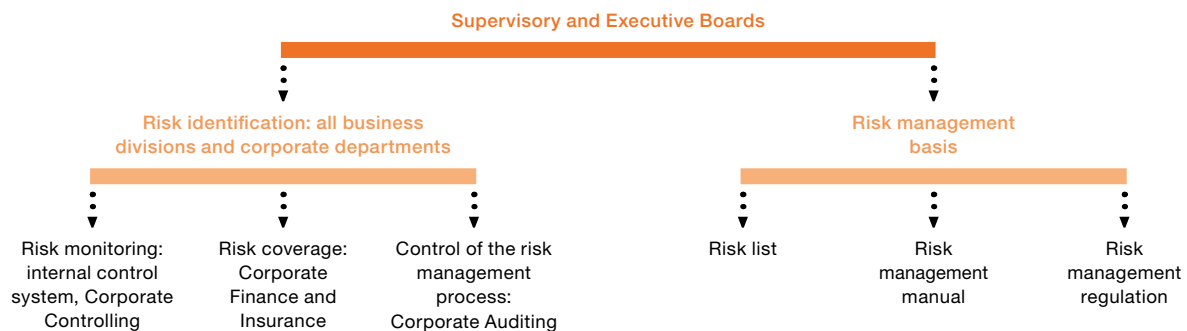 Supervisory and Executive Boards
Risk identification: all business
divisions and corporate departments
Risk management
basis
Risk monitoring:
internal control
system, Corporate
Controlling
Risk coverage:
Corporate
Finance and
Insurance
Control of the risk
management
process:
Corporate Auditing
Risk list
Risk
management
manual
Risk
management
regulation